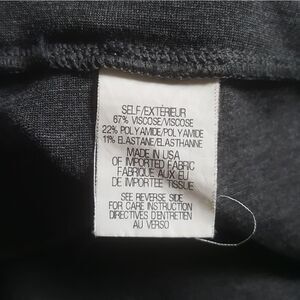 SELF/EXTÉRIEUR
67% VISCOSE/VISCOSE
22% POLYAMIDE/POLYAMIDE
11% ELASTANE/ELASTHANNE
MADE IN USA
OF IMPORTED FABRIC
FABRIQUE AUX EU
DE IMPORTEE TISSUE
SEE REVERSE SIDE
FOR CARE INSTRUCTION
DIRECTIVES D'ENTRETIEN
AU VERSO